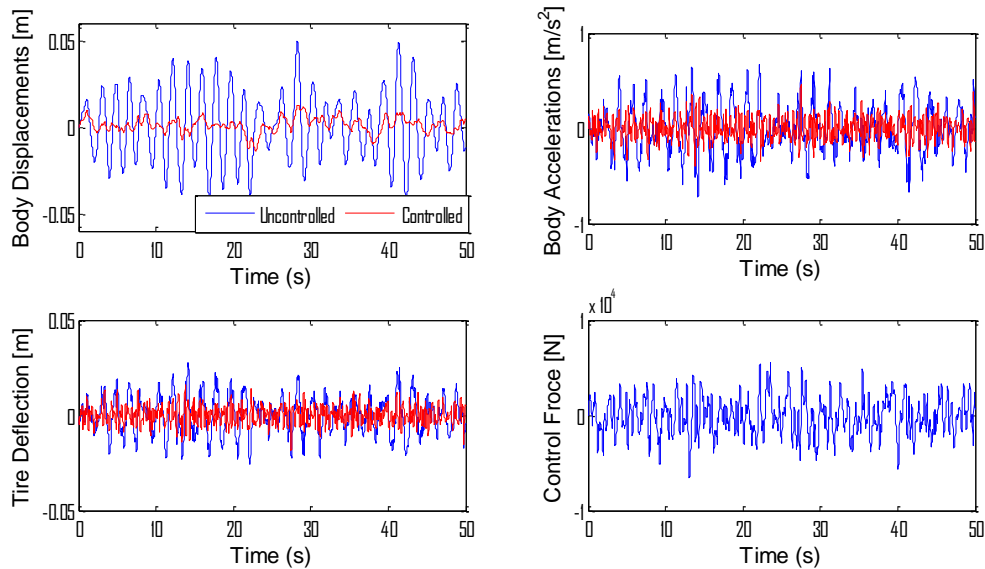 Body Displacements [m]
0.05
0
-0.05
0 10 20 30 40 50
Time (s)
Uncontrolled Controlled
Body Accelerations [m/s²]
1
0
-1
0 10 20 30 40 50
Time (s)
Tire Deflection [m]
0.05
0
-0.05
0 10 20 30 40 50
Time (s)
Control Froce [N]
x 10⁴
1
0
-1
0 10 20 30 40 50
Time (s)